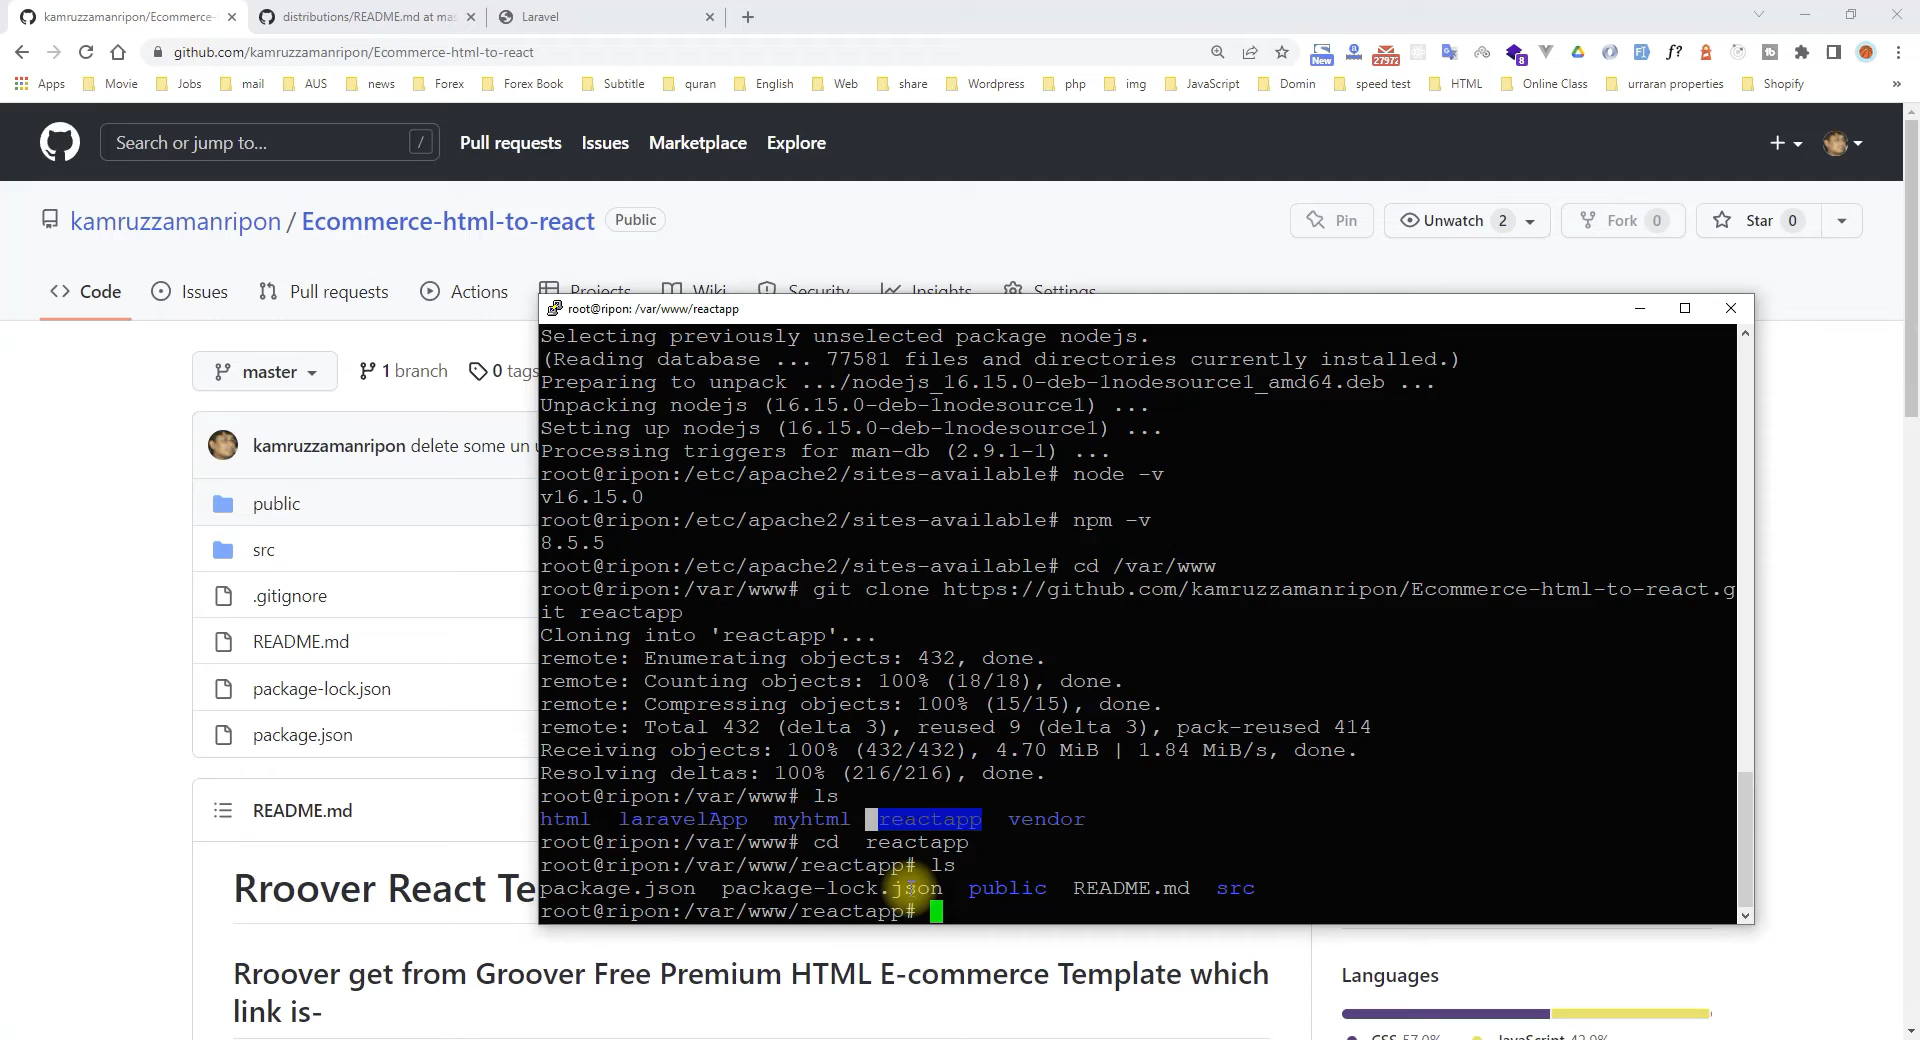 kamruzzamanripon/Ecommerce-
distributions/README.md at mas
Laravel
github.com/kamruzzamanripon/Ecommerce-html-to-react
New
27972
8
f?
Apps Movie Jobs mail AUS news Forex Forex Book Subtitle quran English Web share Wordpress php img JavaScript Domin speed test HTML Online Class urraran properties Shopify »
Search or jump to... /
Pull requests Issues Marketplace Explore
kamruzzamanripon / Ecommerce-html-to-react Public
Pin Unwatch 2 Fork 0 Star 0
Code Issues Pull requests Actions Projects Wiki Security Insights Settings
master 1 branch 0 tags
kamruzzamanripon delete some un u
public
src
.gitignore
README.md
package-lock.json
package.json
README.md
Rroover React Te
Rroover get from Groover Free Premium HTML E-commerce Template which
link is-
root@ripon: /var/www/reactapp
Selecting previously unselected package nodejs.
(Reading database ... 77581 files and directories currently installed.)
Preparing to unpack .../nodejs_16.15.0-deb-1nodesource1_amd64.deb ...
Unpacking nodejs (16.15.0-deb-1nodesource1) ...
Setting up nodejs (16.15.0-deb-1nodesource1) ...
Processing triggers for man-db (2.9.1-1) ...
root@ripon:/etc/apache2/sites-available# node -v
v16.15.0
root@ripon:/etc/apache2/sites-available# npm -v
8.5.5
root@ripon:/etc/apache2/sites-available# cd /var/www
root@ripon:/var/www# git clone https://github.com/kamruzzamanripon/Ecommerce-html-to-react.g
it reactapp
Cloning into 'reactapp'...
remote: Enumerating objects: 432, done.
remote: Counting objects: 100% (18/18), done.
remote: Compressing objects: 100% (15/15), done.
remote: Total 432 (delta 3), reused 9 (delta 3), pack-reused 414
Receiving objects: 100% (432/432), 4.70 MiB | 1.84 MiB/s, done.
Resolving deltas: 100% (216/216), done.
root@ripon:/var/www# ls
html laravelApp myhtml reactapp vendor
root@ripon:/var/www# cd reactapp
root@ripon:/var/www/reactapp# ls
package.json package-lock.json public README.md src
root@ripon:/var/www/reactapp#
Languages
CSS 57.0% JavaScript 42.9%